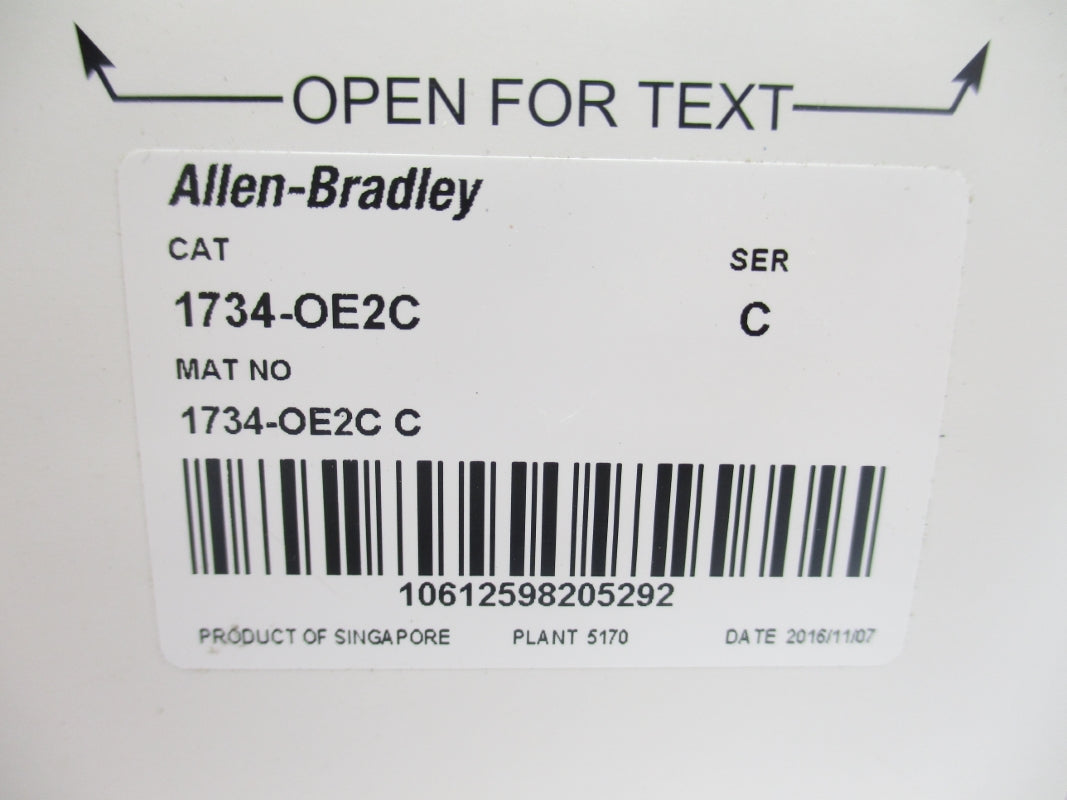 OPEN FOR TEXT
Allen-Bradley
CAT SER
1734-OE2C C
MAT NO
1734-OE2C C
10612598205292
PRODUCT OF SINGAPORE PLANT 5170 DATE 2016/11/07